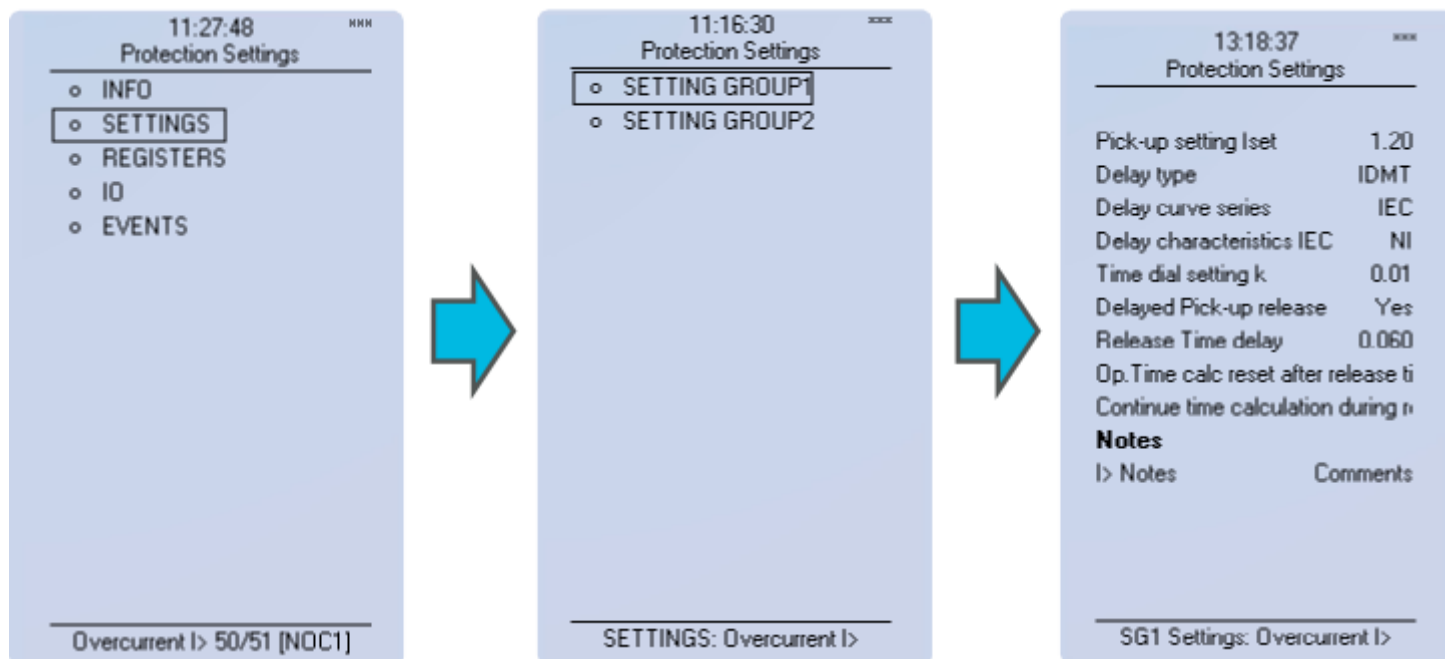 11:27:48
Protection Settings
INFO
SETTINGS
REGISTERS
IO
EVENTS
Overcurrent I> 50/51 [NOC1]
11:16:30
Protection Settings
SETTING GROUP1
SETTING GROUP2
SETTINGS: Overcurrent I>
13:18:37
Protection Settings
Pick-up setting Iset 1.20
Delay type IDMT
Delay curve series IEC
Delay characteristics IEC NI
Time dial setting k 0.01
Delayed Pick-up release Yes
Release Time delay 0.060
Op.Time calc reset after release ti
Continue time calculation during r
Notes
I> Notes Comments
SG1 Settings: Overcurrent I>